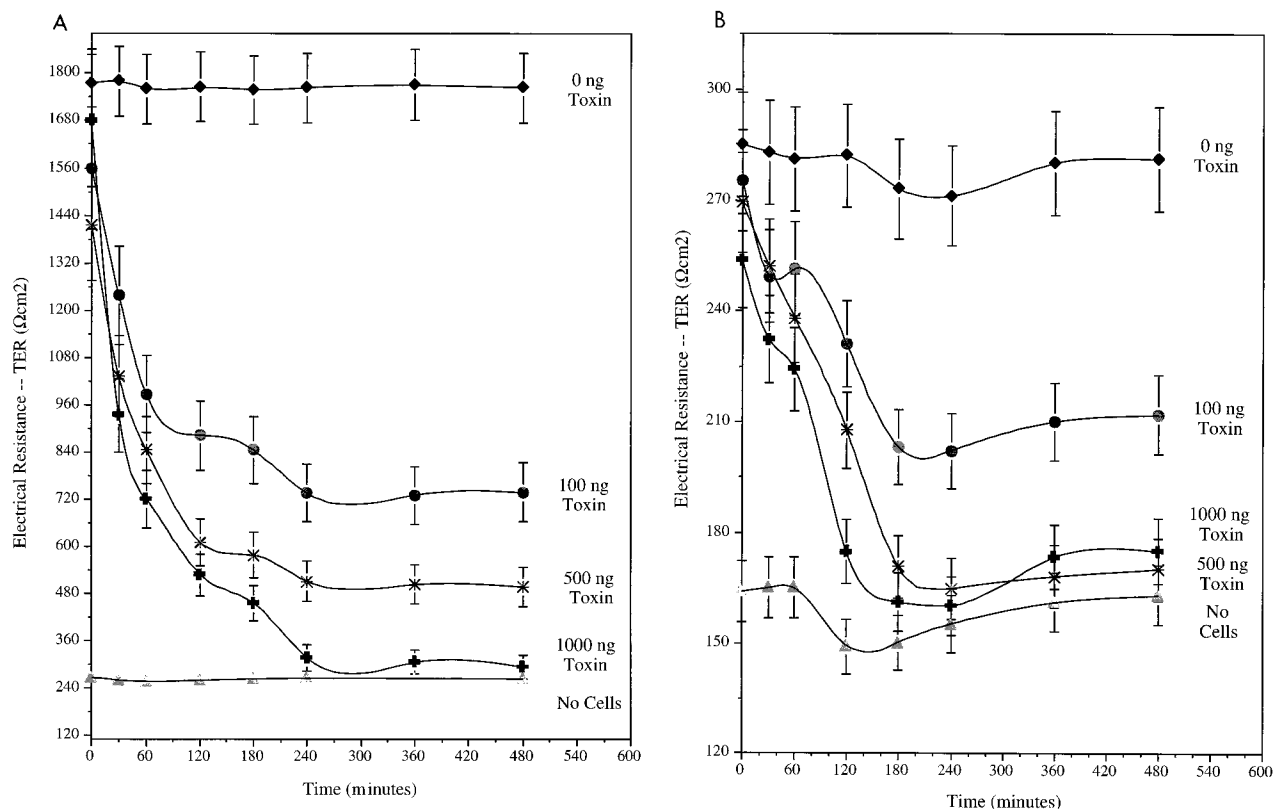 A
Electrical Resistance -- TER (Ωcm2)
1800
1680
1560
1440
1320
1200
1080
960
840
720
600
480
360
240
120
0 ng
Toxin
100 ng
Toxin
500 ng
Toxin
1000 ng
Toxin
No Cells
0 60 120 180 240 300 360 420 480 540 600
Time (minutes)
B
Electrical Resistance -- TER (Ωcm2)
300
270
240
210
180
150
120
0 ng
Toxin
100 ng
Toxin
1000 ng
Toxin
500 ng
Toxin
No
Cells
0 60 120 180 240 300 360 420 480 540 600
Time (minutes)